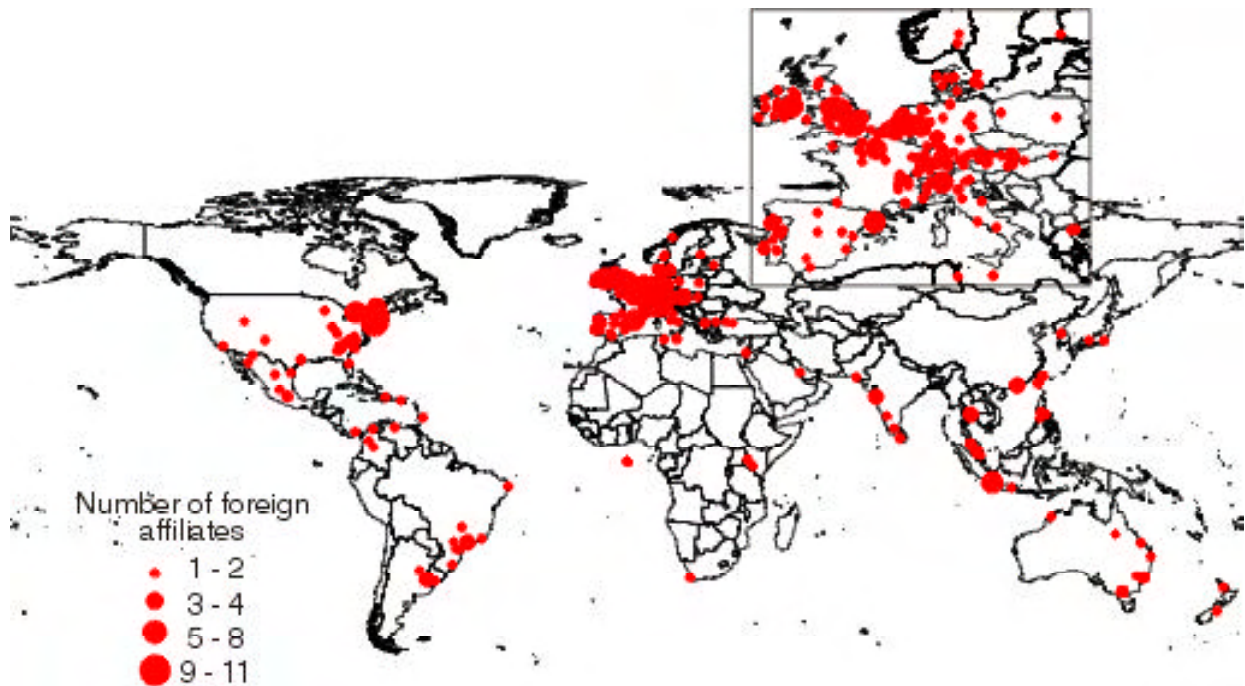 Number of foreign
affiliates
1 - 2
3 - 4
5 - 8
9 - 11